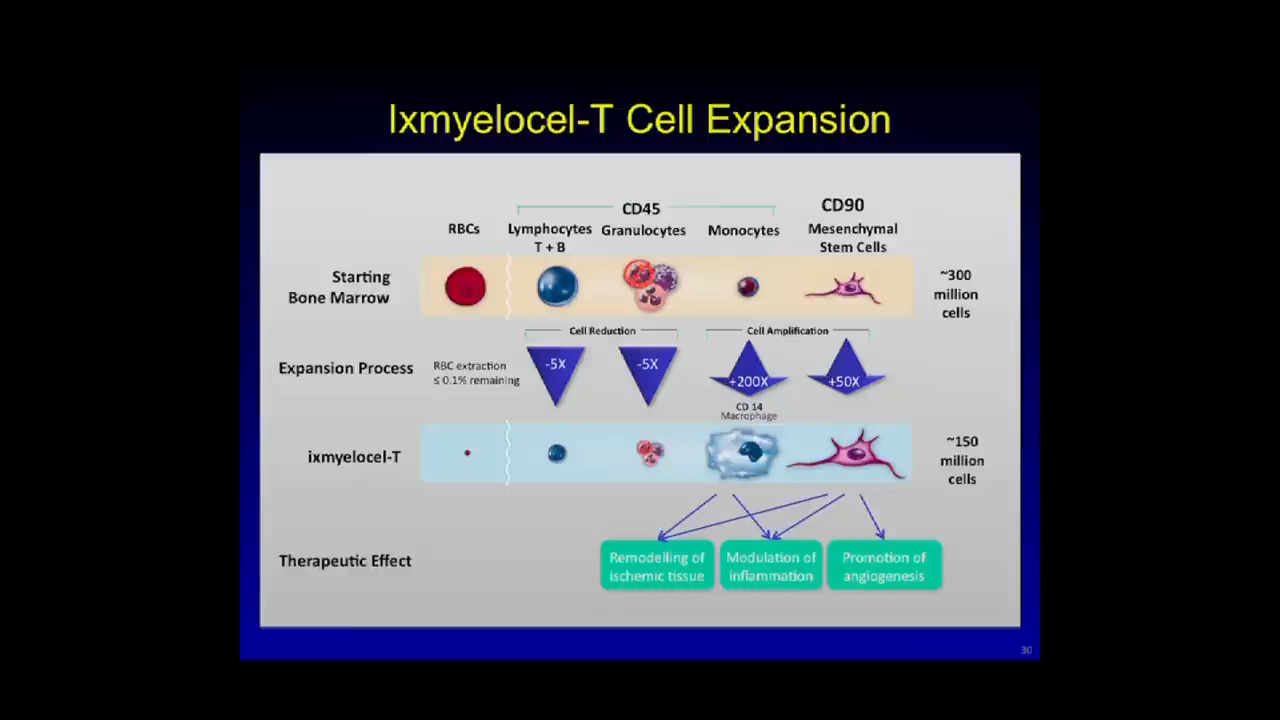 Ixmyelocel-T Cell Expansion
CD45
CD90
RBCs
Lymphocytes
T + B
Granulocytes
Monocytes
Mesenchymal
Stem Cells
Starting
Bone Marrow
~300
million
cells
Cell Reduction
Cell Amplification
Expansion Process
RBC extraction
≤ 0.1% remaining
-5X
-5X
+200X
+50X
CD 14
Macrophage
ixmyelocel-T
~150
million
cells
Therapeutic Effect
Remodelling of
ischemic tissue
Modulation of
inflammation
Promotion of
angiogenesis
30